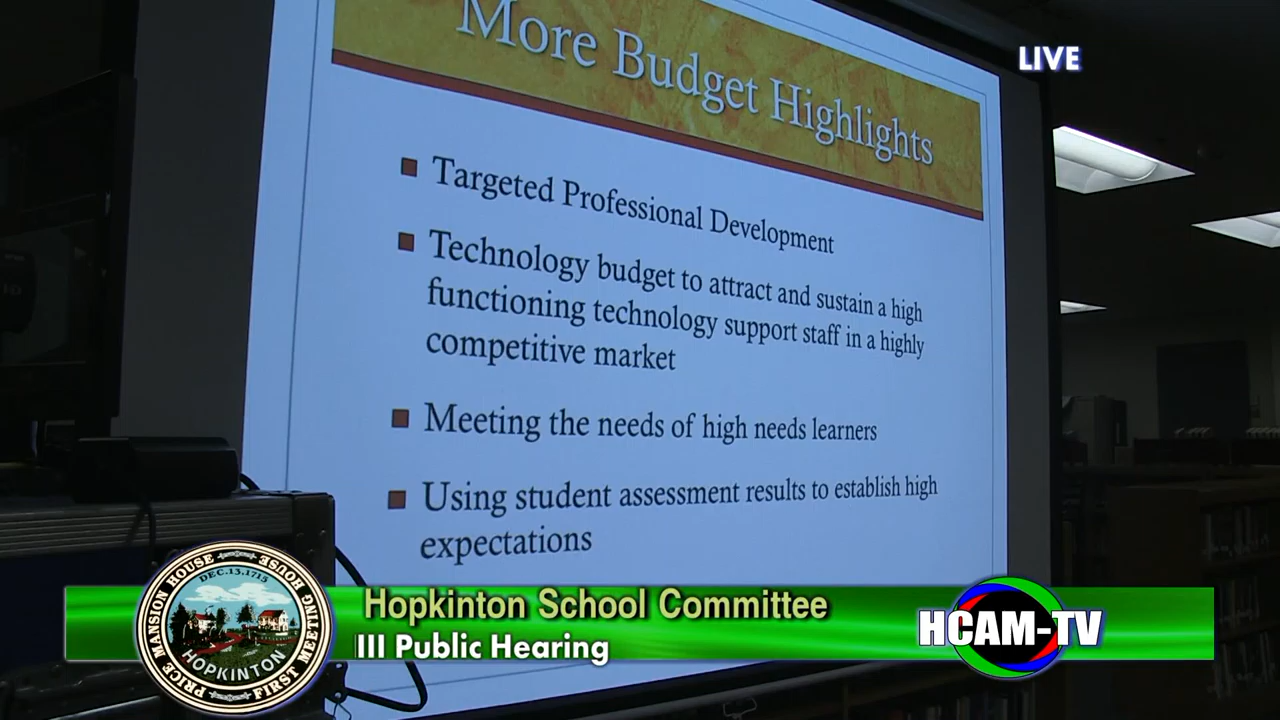 More Budget Highlights
LIVE
Targeted Professional Development
Technology budget to attract and sustain a high
functioning technology support staff in a highly
competitive market
Meeting the needs of high needs learners
Using student assessment results to establish high
expectations
Hopkinton School Committee
III Public Hearing
HCAM-TV
PRICE MANSION HOUSE
FIRST MEETING HOUSE
DEC.13.1715
HOPKINTON